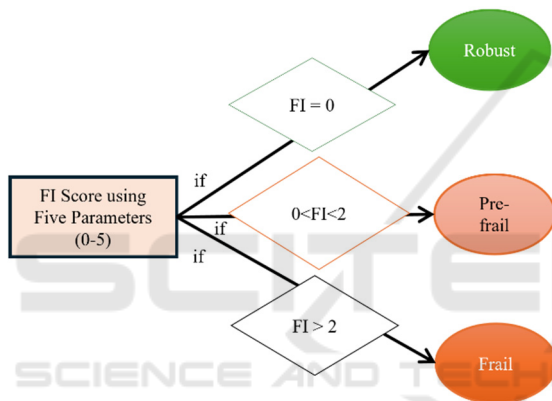 Robust
FI = 0
if
FI Score using
Five Parameters
(0-5)
0<FI<2
if
Pre-
frail
if
FI > 2
Frail
SCITE
SCIENCE AND TECH